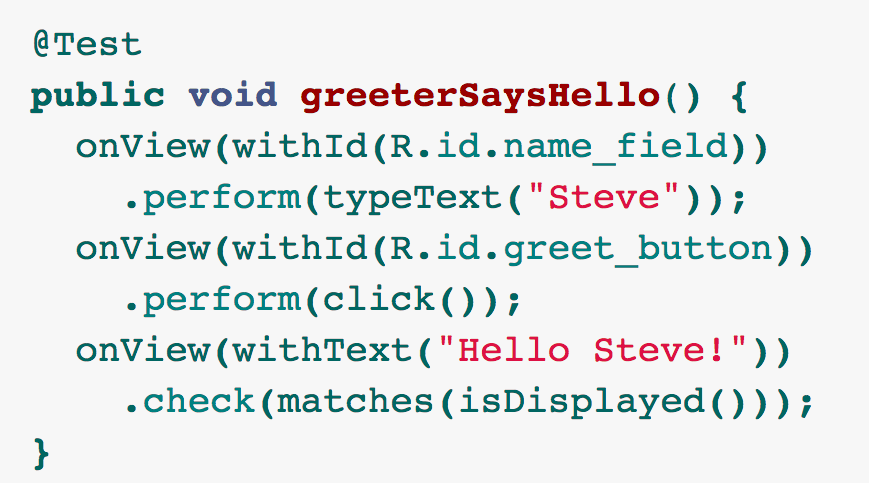 @Test
public void greeterSaysHello() {
  onView(withId(R.id.name_field))
    .perform(typeText("Steve"));
  onView(withId(R.id.greet_button))
    .perform(click());
  onView(withText("Hello Steve!"))
    .check(matches(isDisplayed()));
}